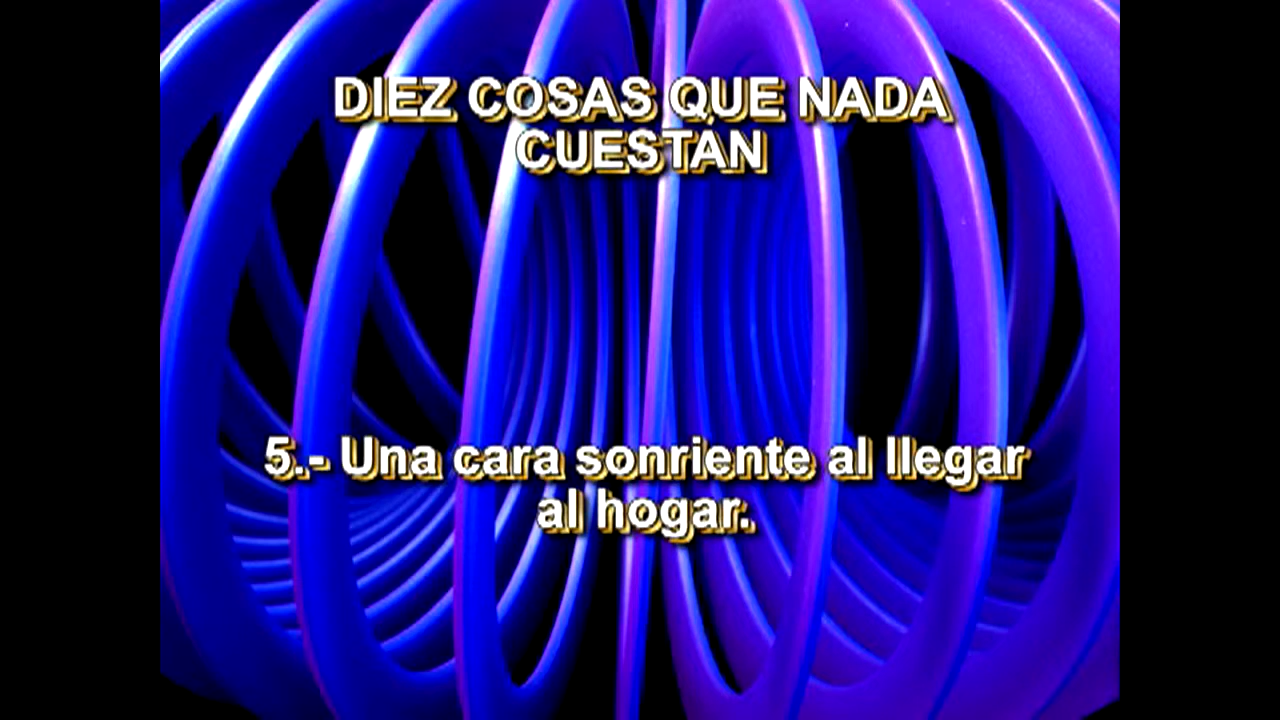 DIEZ COSAS QUE NADA
CUESTAN
5.- Una cara sonriente al llegar
al hogar.